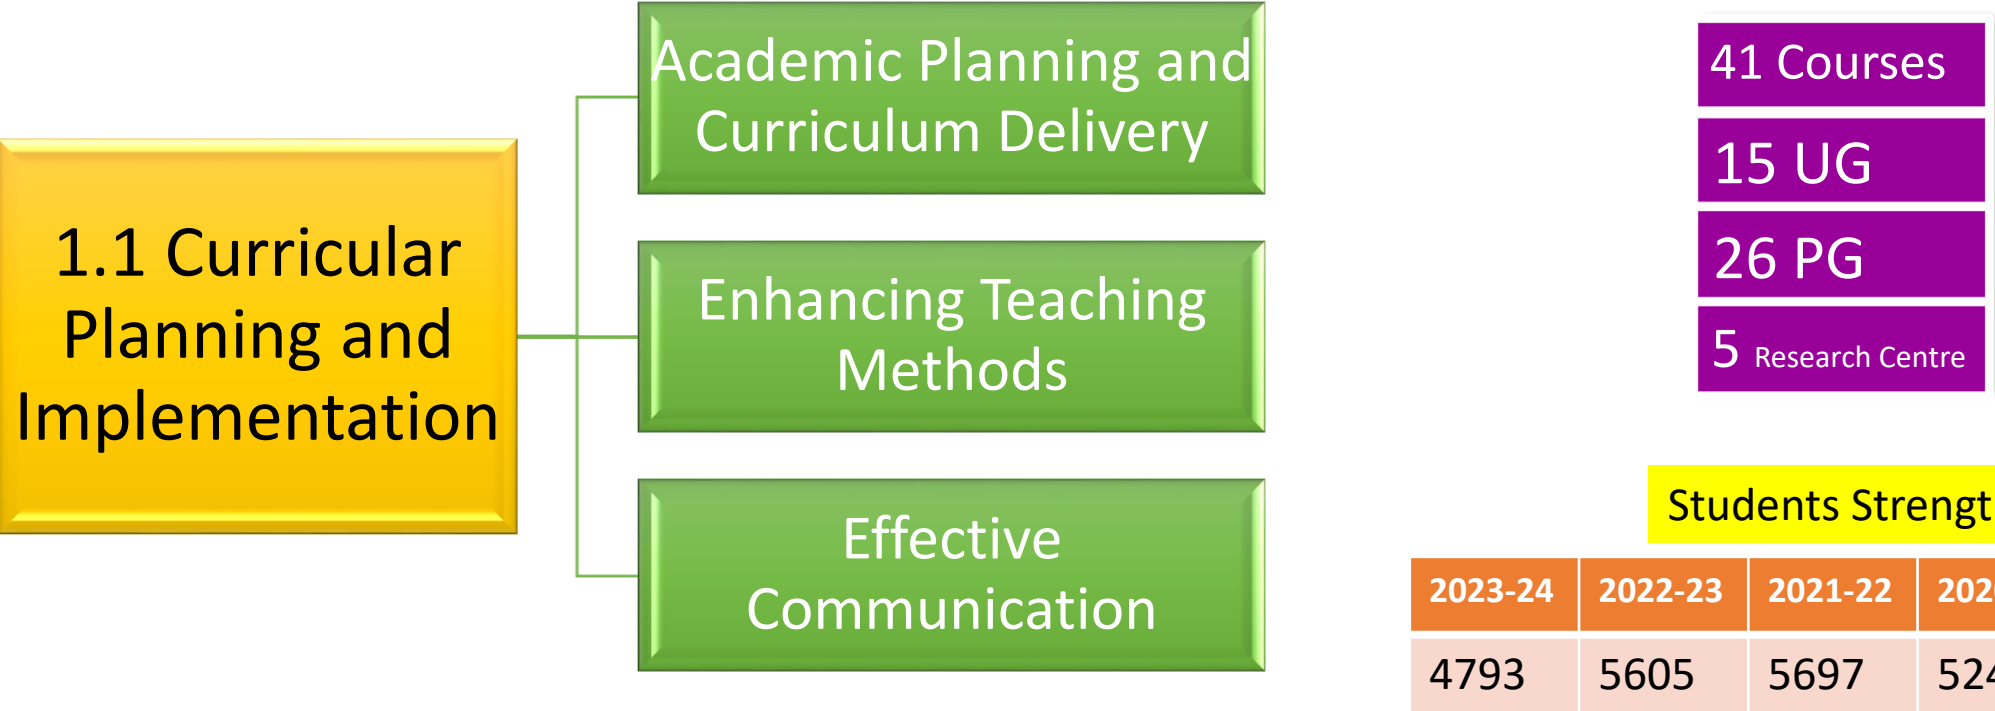 1.1 Curricular
Planning and
Implementation
Academic Planning and
Curriculum Delivery
Enhancing Teaching
Methods
Effective
Communication
41 Courses
15 UG
26 PG
5 Research Centre
Students
2023-24 2022-23 2021-22
4793 5605 5697